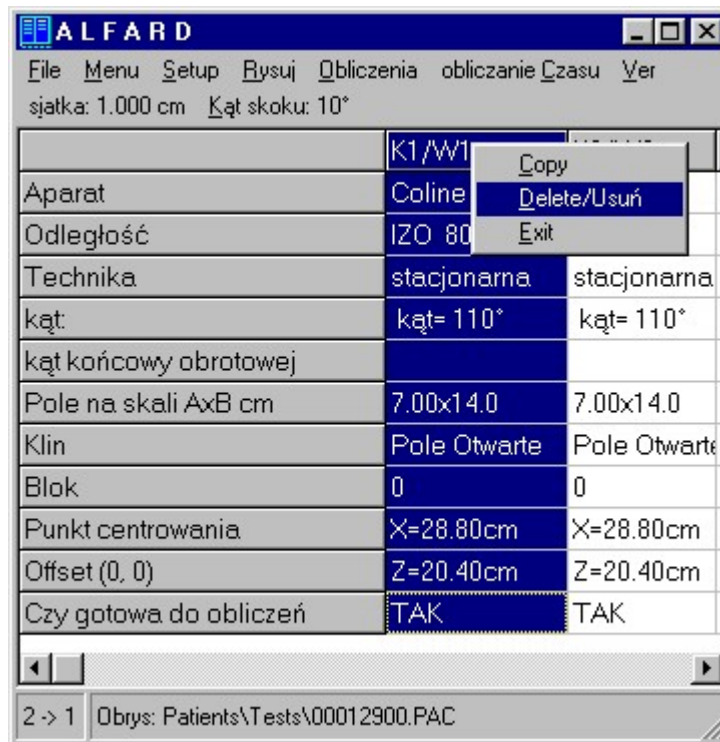 ALFARD
File Menu Setup Rysuj Obliczenia obliczanie Czasu Ver
siatka: 1.000 cm Kąt skoku: 10°
K1/W1
Copy
Aparat Coline Delete/Usuń
Odległość IZO 80 Exit
Technika stacjonarna stacjonarna
kąt: kąt= 110° kąt= 110°
kąt końcowy obrotowej
Pole na skali AxB cm 7.00x14.0 7.00x14.0
Klin Pole Otwarte Pole Otwarte
Blok 0 0
Punkt centrowania X=28.80cm X=28.80cm
Offset (0, 0) Z=20.40cm Z=20.40cm
Czy gotowa do obliczeń TAK TAK
2 -> 1 Obrys: Patients\Tests\00012900.PAC